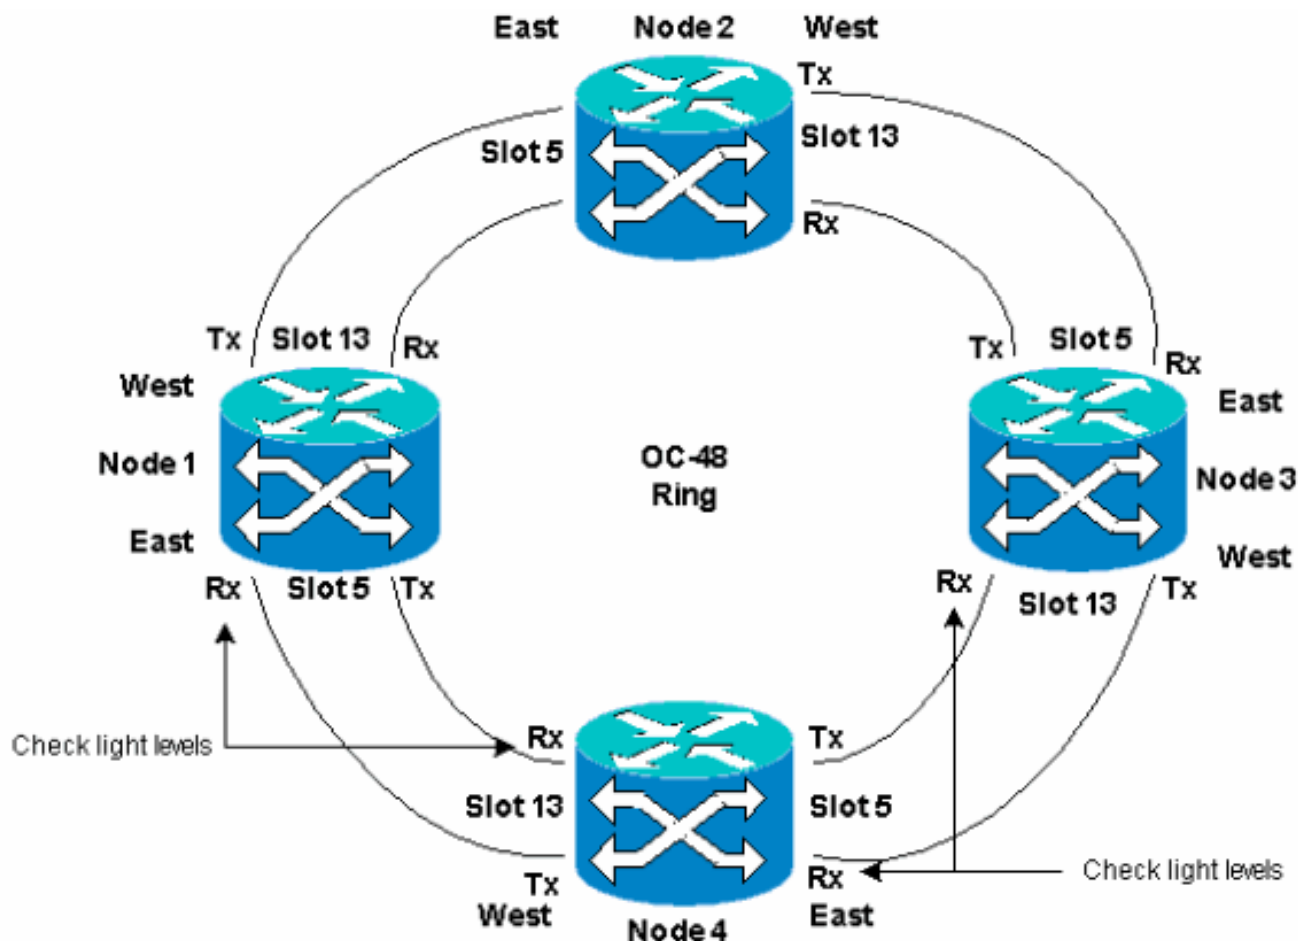 East Node 2 West
Tx
Slot 5 Slot 13
Rx
Tx Slot 13 Rx
Tx Slot 5 Rx
West East
Node 1 OC-48 Node 3
Ring
East West
Rx Slot 5 Tx
Rx Slot 13 Tx
Check light levels Rx Tx
Slot 13 Slot 5
Tx Rx Check light levels
West Node 4 East